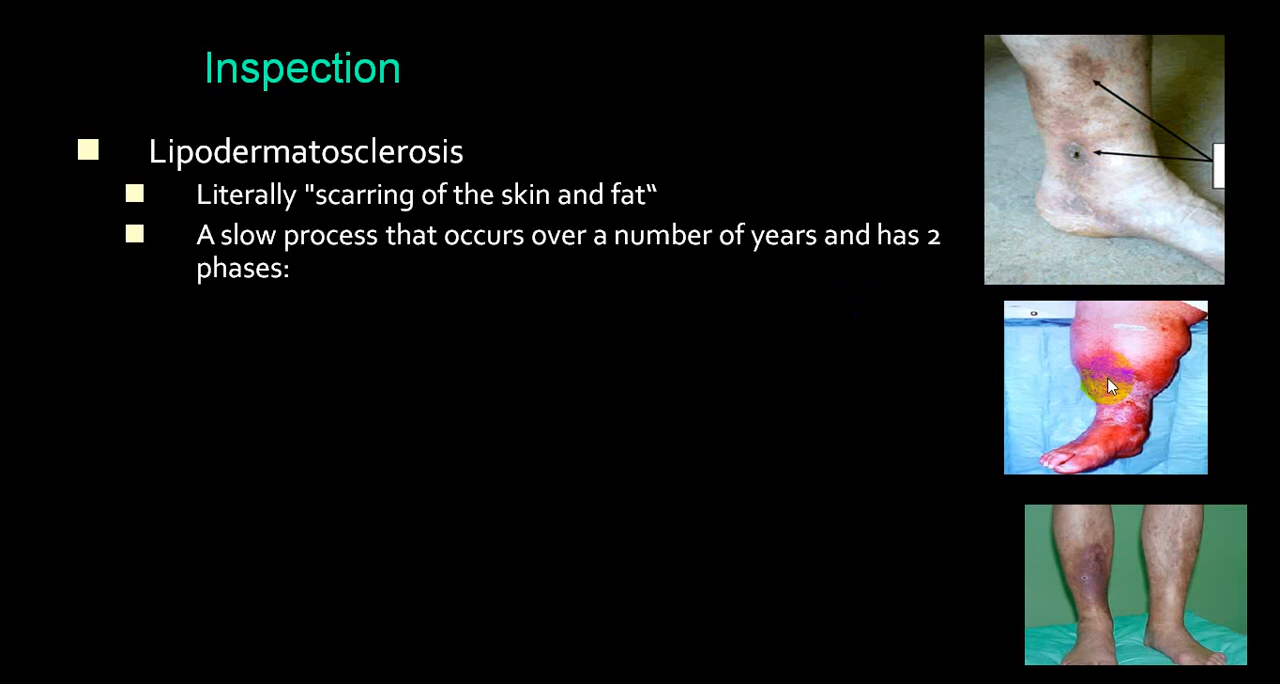 Inspection
Lipodermatosclerosis
Literally "scarring of the skin and fat“
A slow process that occurs over a number of years and has 2
phases: